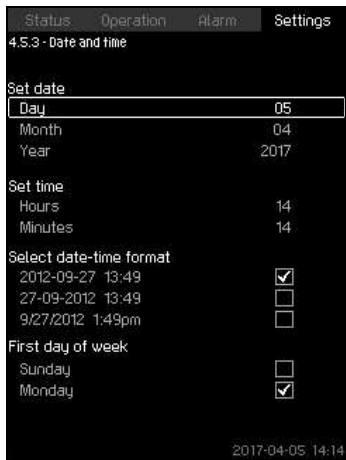 Status Operation Alarm Settings
4.5.3 - Date and time
Set date
Day 05
Month 04
Year 2017
Set time
Hours 14
Minutes 14
Select date-time format
2012-09-27 13:49
27-09-2012 13:49
9/27/2012 1:49pm
First day of week
Sunday
Monday
2017-04-05 14:14